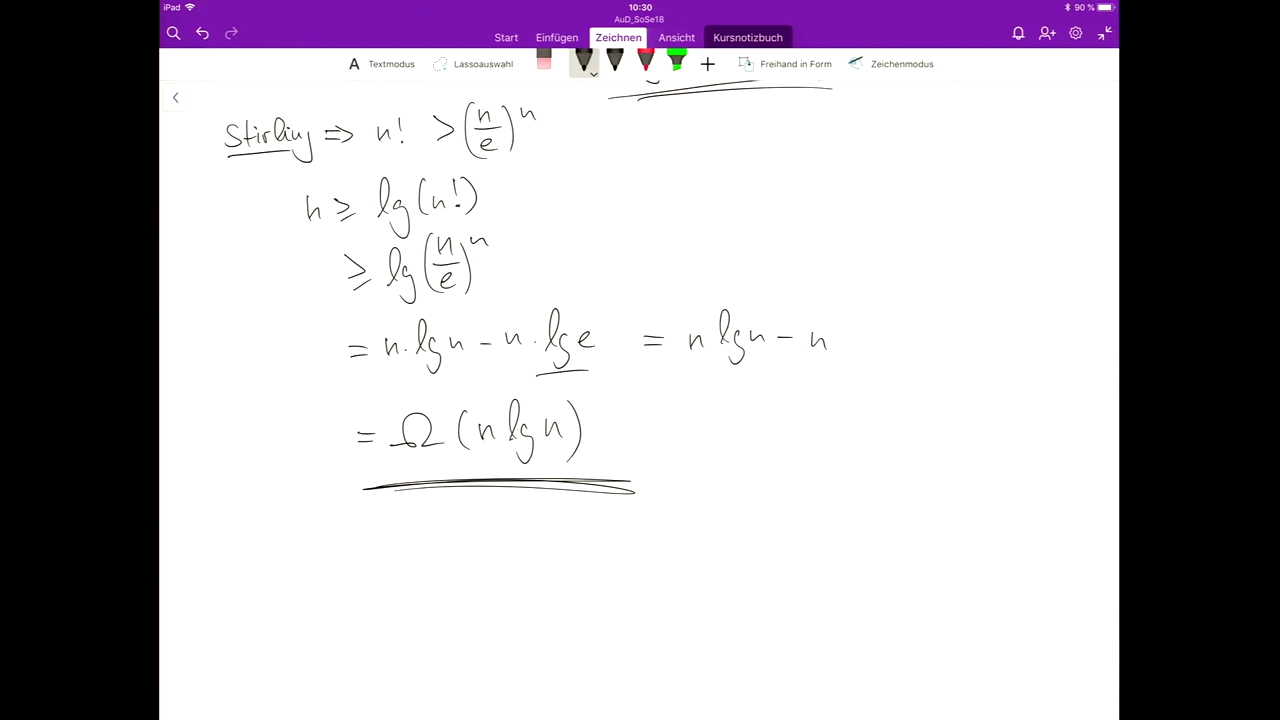 iPad 10:30 90 %
AuD_SoSe18
Start Einfügen Zeichnen Ansicht Kursnotizbuch
A Textmodus Lassoauswahl + Freihand in Form Zeichenmodus
Stirling ⇒ n! > (n/e)^n
h ≥ lg(n!)
≥ lg(n/e)^n
= n·lg n − n·lg e = n lg n − n
= Ω(n lg n)